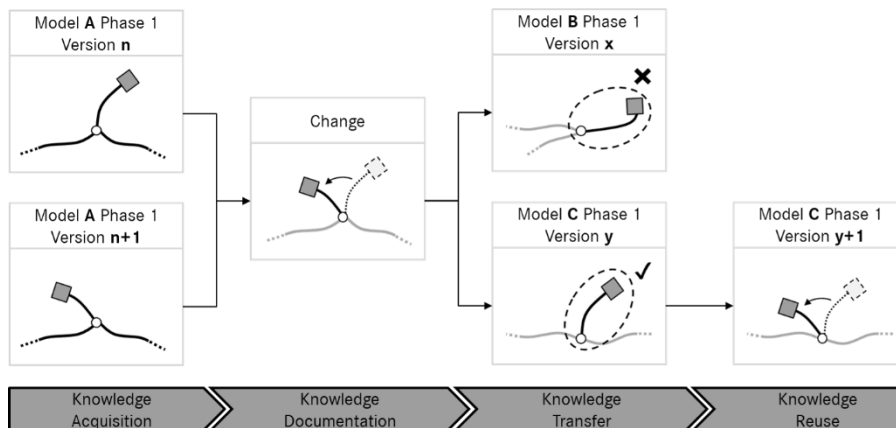 Model A Phase 1
Version n
Model B Phase 1
Version x
Change
Model A Phase 1
Version n+1
Model C Phase 1
Version y
Model C Phase 1
Version y+1
Knowledge
Acquisition
Knowledge
Documentation
Knowledge
Transfer
Knowledge
Reuse